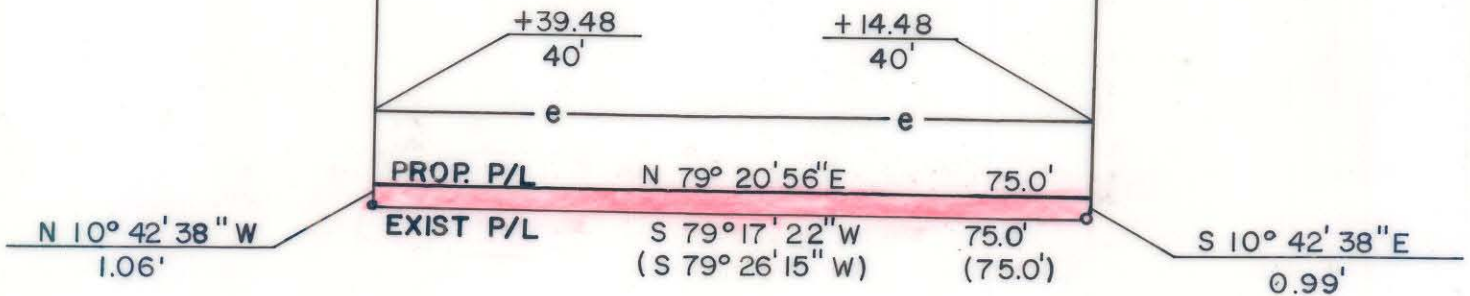 +39.48
40'
+14.48
40'
e e
PROP. P/L N 79° 20' 56" E 75.0'
EXIST P/L S 79° 17' 22" W 75.0'
(S 79° 26' 15" W) (75.0')
N 10° 42' 38" W
1.06'
S 10° 42' 38" E
0.99'